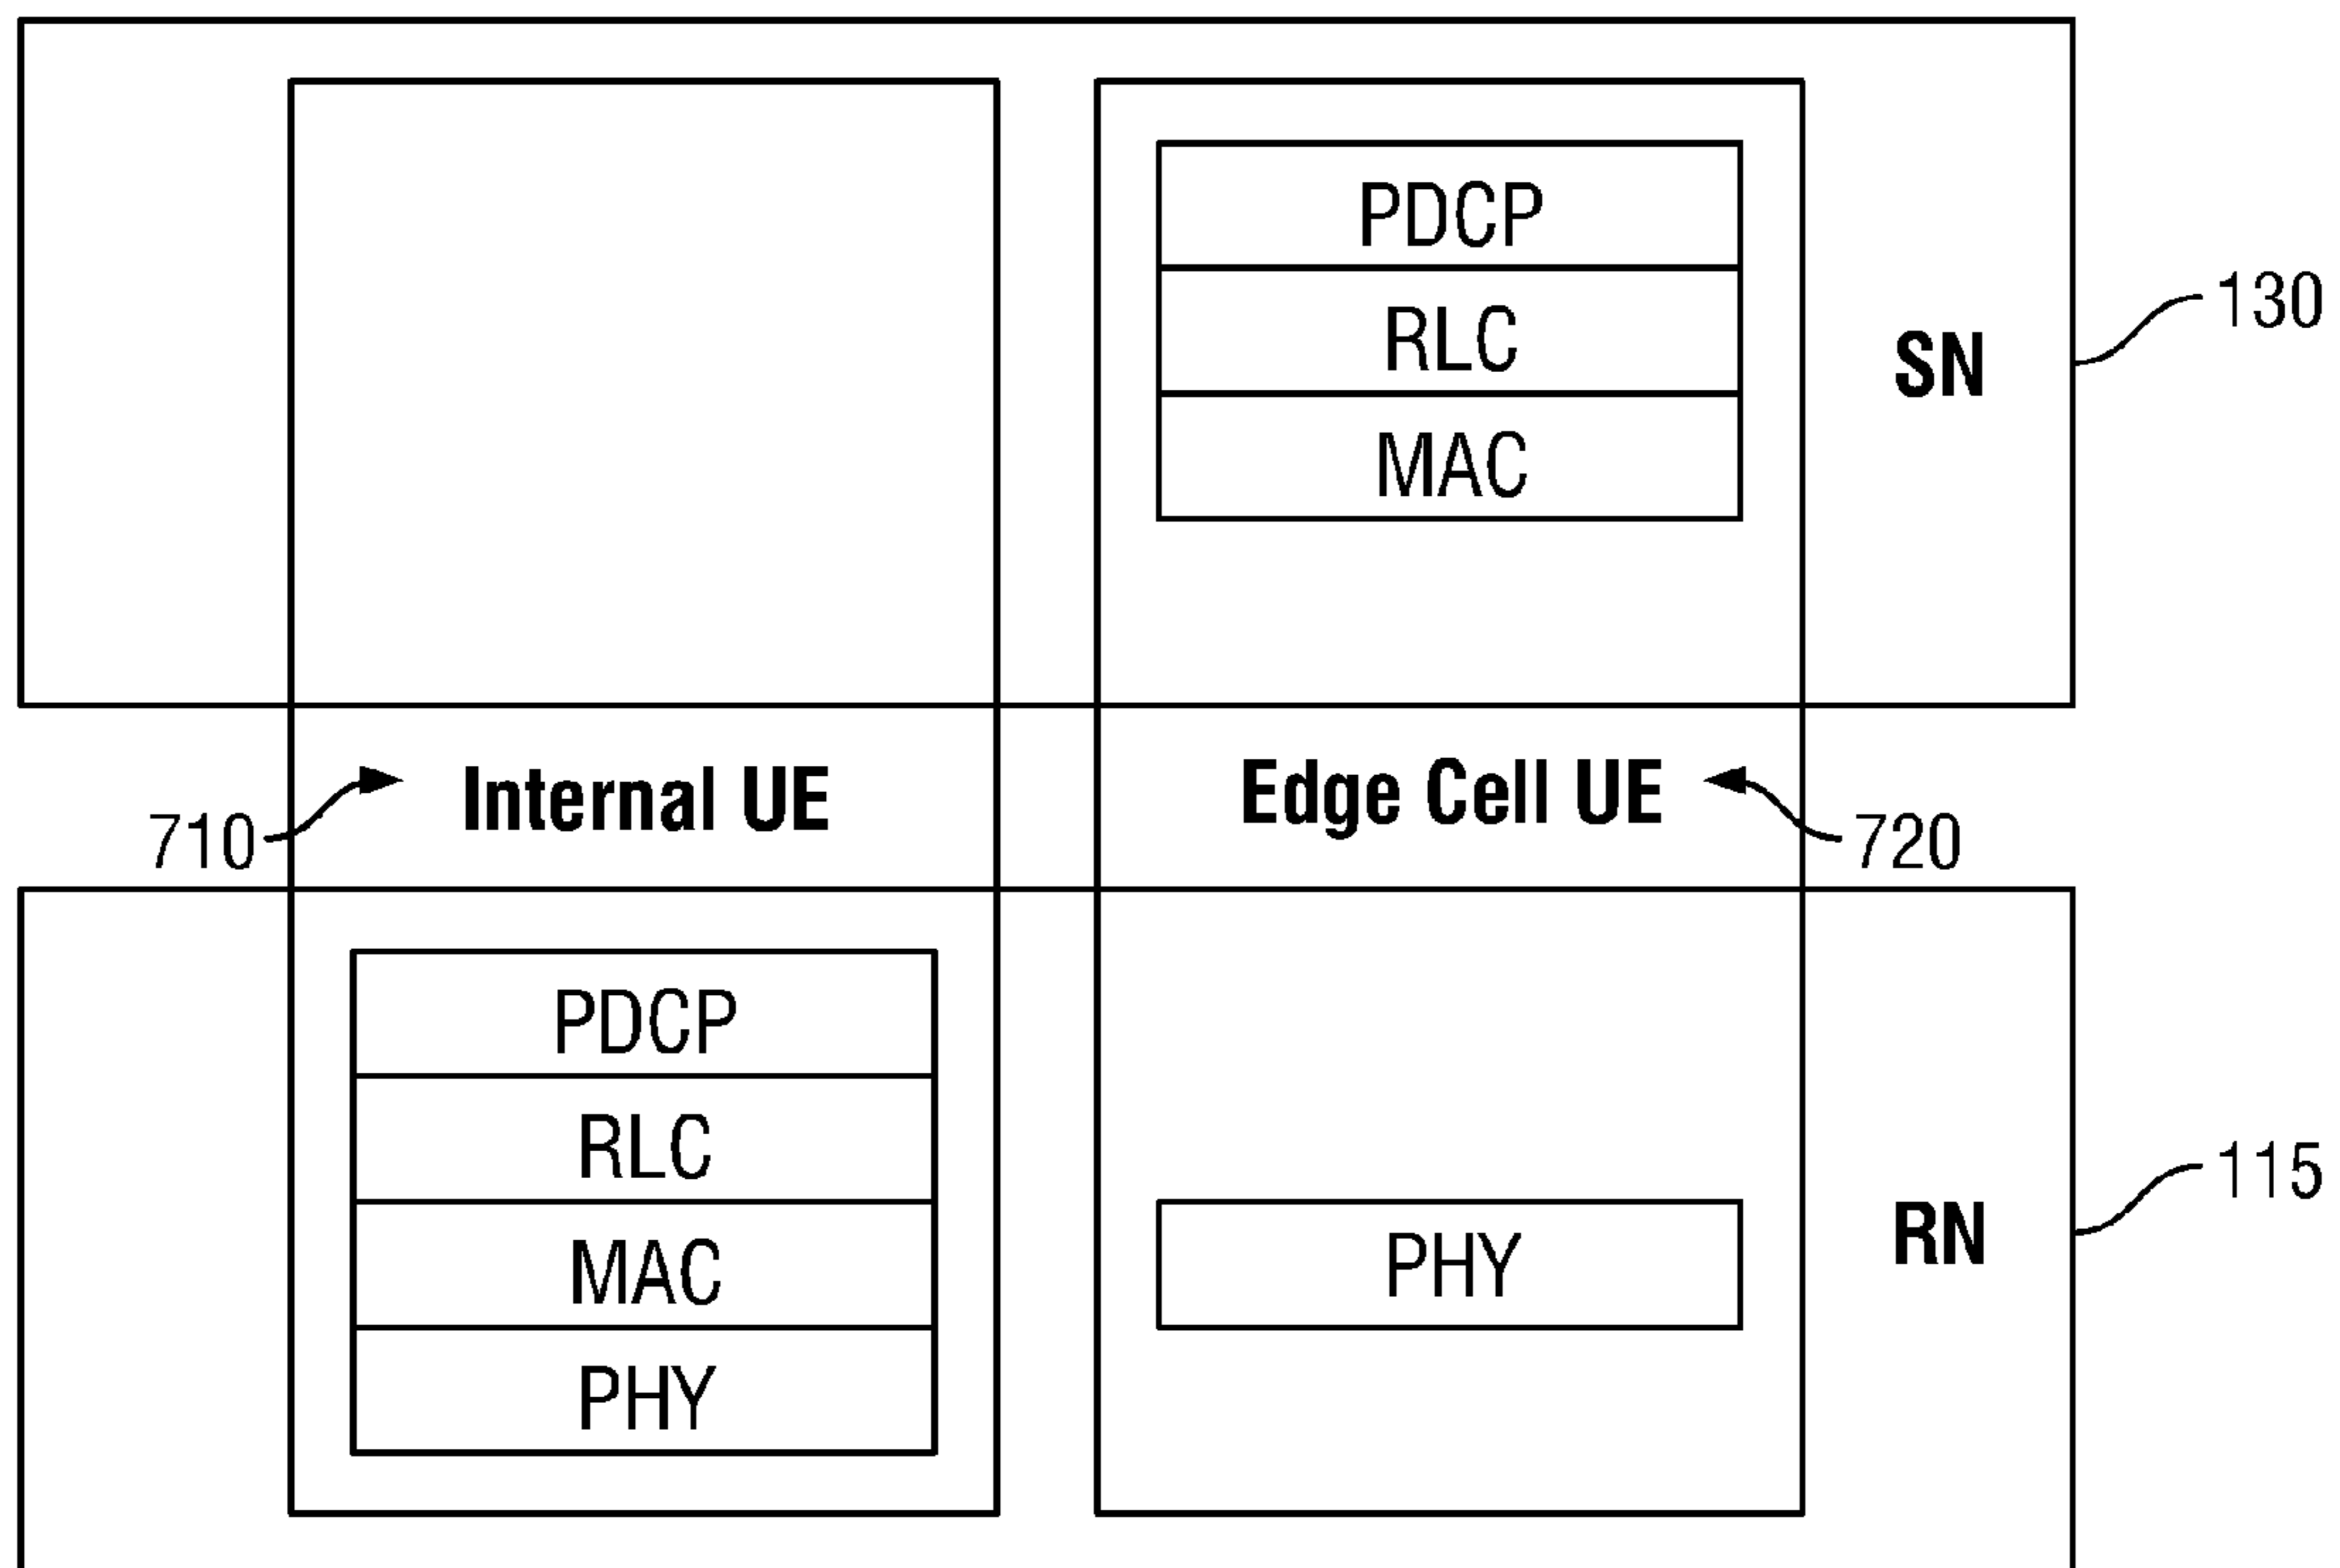 PDCP
RLC
MAC
SN
130
710
Internal UE
Edge Cell UE
720
PDCP
RLC
MAC
PHY
PHY
RN
115